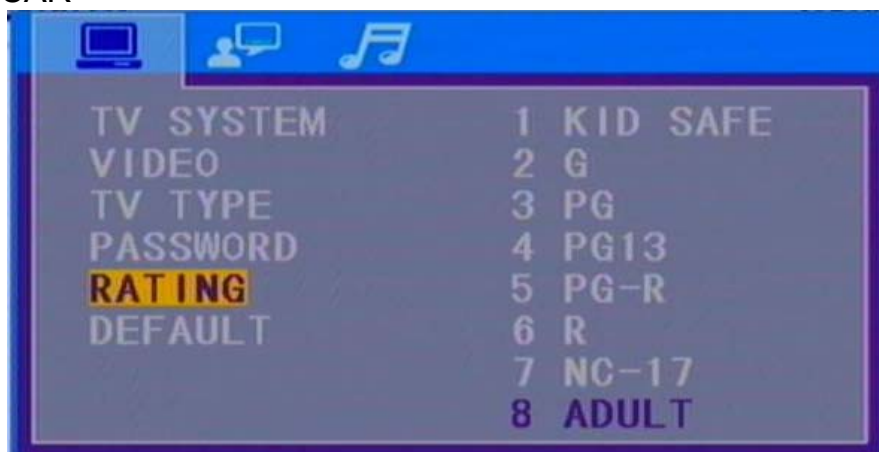 TV SYSTEM
VIDEO
TV TYPE
PASSWORD
RATING
DEFAULT
1 KID SAFE
2 G
3 PG
4 PG13
5 PG-R
6 R
7 NC-17
8 ADULT